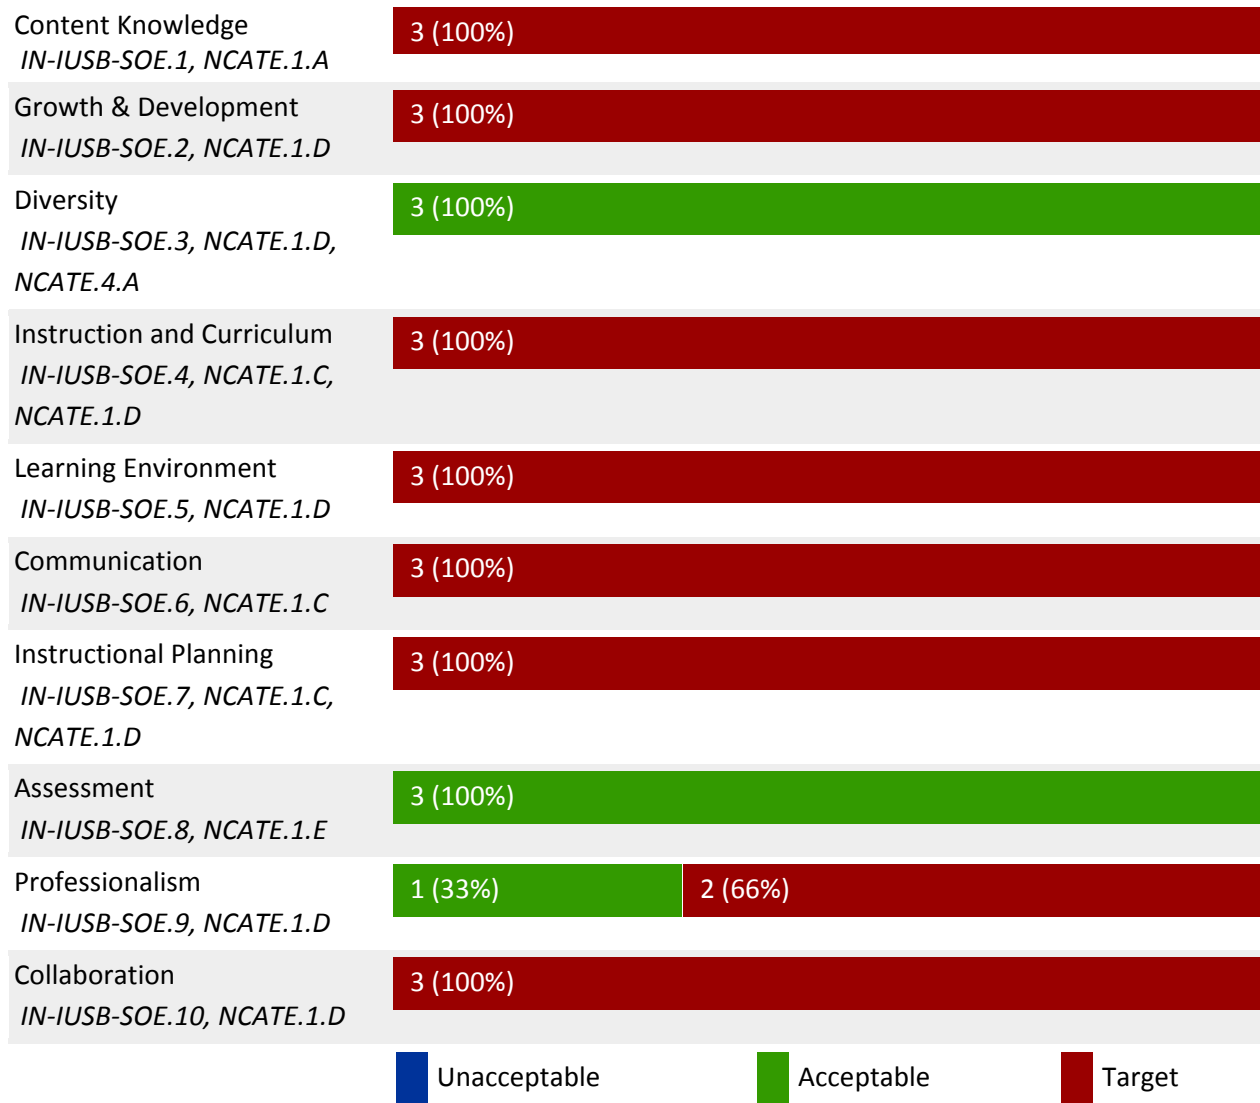 Content Knowledge
3 (100%)
IN-IUSB-SOE.1, NCATE.1.A
Growth & Development
3 (100%)
IN-IUSB-SOE.2, NCATE.1.D
Diversity
3 (100%)
IN-IUSB-SOE.3, NCATE.1.D,
NCATE.4.A
Instruction and Curriculum
3 (100%)
IN-IUSB-SOE.4, NCATE.1.C,
NCATE.1.D
Learning Environment
3 (100%)
IN-IUSB-SOE.5, NCATE.1.D
Communication
3 (100%)
IN-IUSB-SOE.6, NCATE.1.C
Instructional Planning
3 (100%)
IN-IUSB-SOE.7, NCATE.1.C,
NCATE.1.D
Assessment
3 (100%)
IN-IUSB-SOE.8, NCATE.1.E
Professionalism
1 (33%) 2 (66%)
IN-IUSB-SOE.9, NCATE.1.D
Collaboration
3 (100%)
IN-IUSB-SOE.10, NCATE.1.D
Unacceptable Acceptable Target